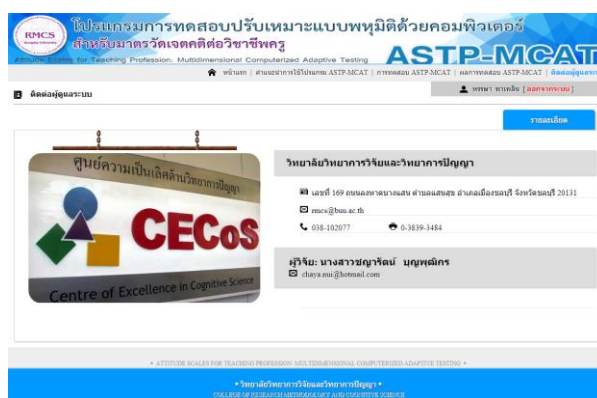 RMCS
โปรแกรมการทดสอบปรับเหมาะแบบพหุมิติด้วยคอมพิวเตอร์
สำหรับมาตรวัดเจตคติต่อวิชาชีพครู
Attitude Scales for Teaching Profession. Multidimensional Computerized Adaptive Testing
ASTP-MCAT
หน้าแรก | คำแนะนำการใช้โปรแกรม ASTP-MCAT | การทดสอบ ASTP-MCAT | ผลการทดสอบ ASTP-MCAT | ติดต่อผู้ดูแลระบบ
ติดต่อผู้ดูแลระบบ
[ออกจากระบบ]
รายละเอียด
ศูนย์ความเป็นเลิศด้านวิทยาการปัญญา
CECoS
Centre of Excellence in Cognitive Science
วิทยาลัยวิทยาการวิจัยและวิทยาการปัญญา
เลขที่ 169 ถนนลงหาดบางแสน ตำบลแสนสุข อำเภอเมืองชลบุรี จังหวัดชลบุรี 20131
rmcs@buu.ac.th
038-102077 0-3839-3484
ผู้วิจัย: นางสาวชญารัตน์ บุญพุฒิกร
chaya.mui@hotmail.com
• ATTITUDE SCALES FOR TEACHING PROFESSION MULTIDIMENSIONAL COMPUTERIZED ADAPTIVE TESTING •
• วิทยาลัยวิทยาการวิจัยและวิทยาการปัญญา •
COLLEGE OF RESEARCH METHODOLOGY AND COGNITIVE SCIENCE